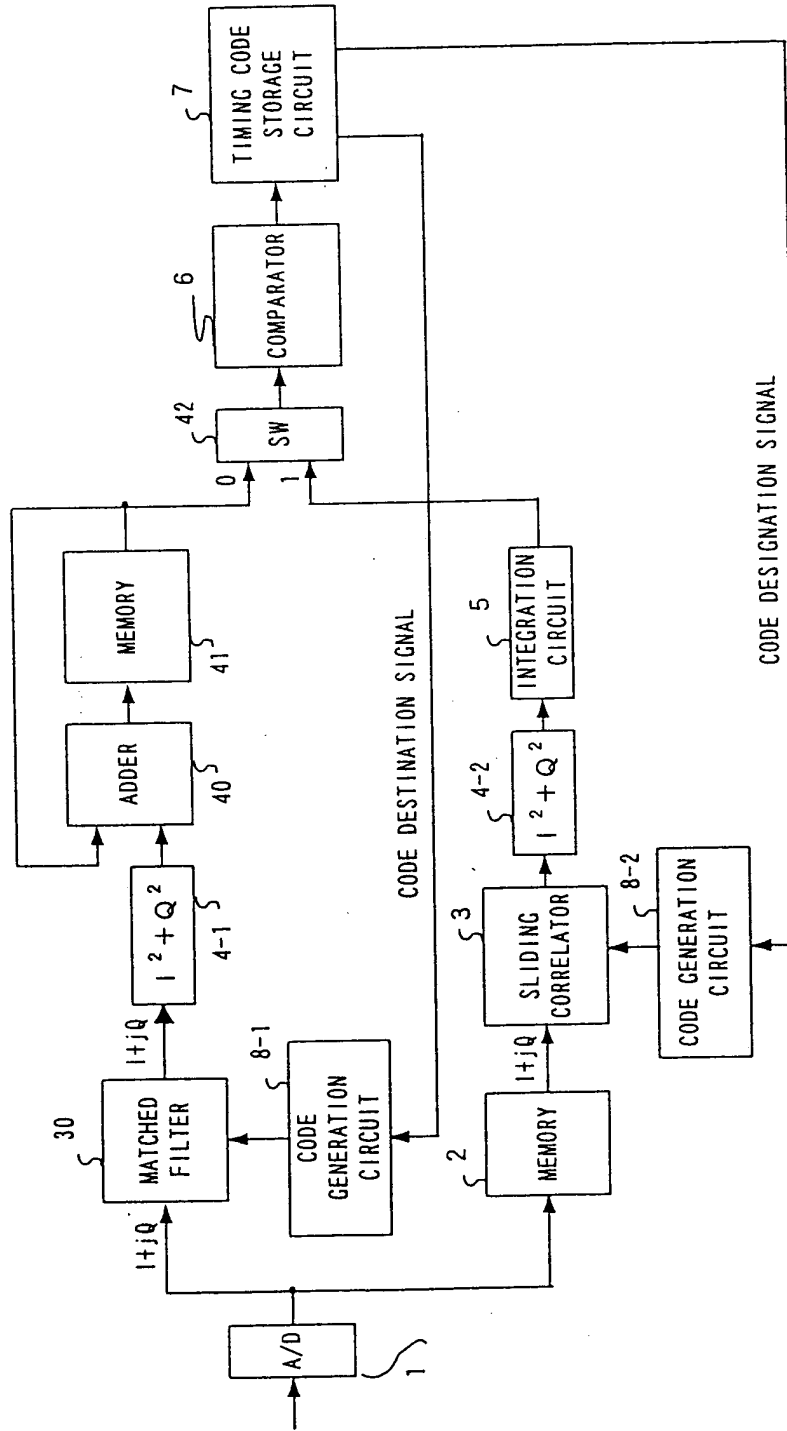 A/D
1
I+jQ
30
MATCHED
FILTER
I+jQ
8-1
CODE
GENERATION
CIRCUIT
I² + Q²
4-1
ADDER
40
MEMORY
41
0
1
42
SW
6
COMPARATOR
7
TIMING CODE
STORAGE
CIRCUIT
CODE DESTINATION SIGNAL
2
MEMORY
I+jQ
3
SLIDING
CORRELATOR
8-2
CODE GENERATION
CIRCUIT
4-2
I² + Q²
5
INTEGRATION
CIRCUIT
CODE DESIGNATION SIGNAL